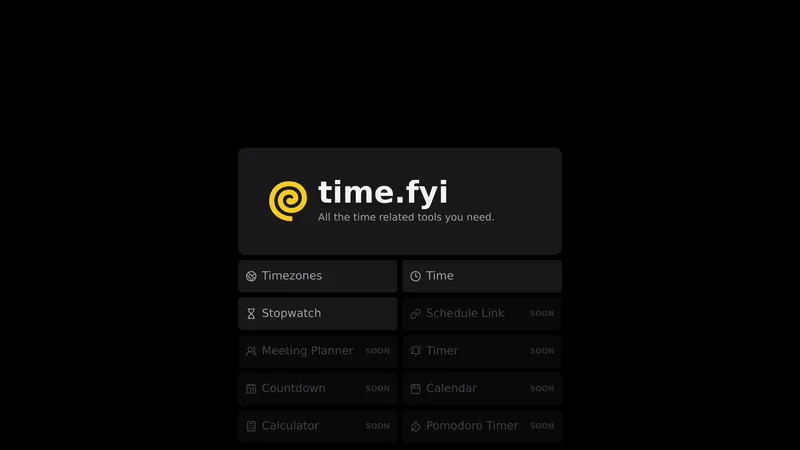 time.fyi
All the time related tools you need.
Timezones
Time
Stopwatch
Schedule Link SOON
Meeting Planner SOON
Timer SOON
Countdown SOON
Calendar SOON
Calculator SOON
Pomodoro Timer SOON